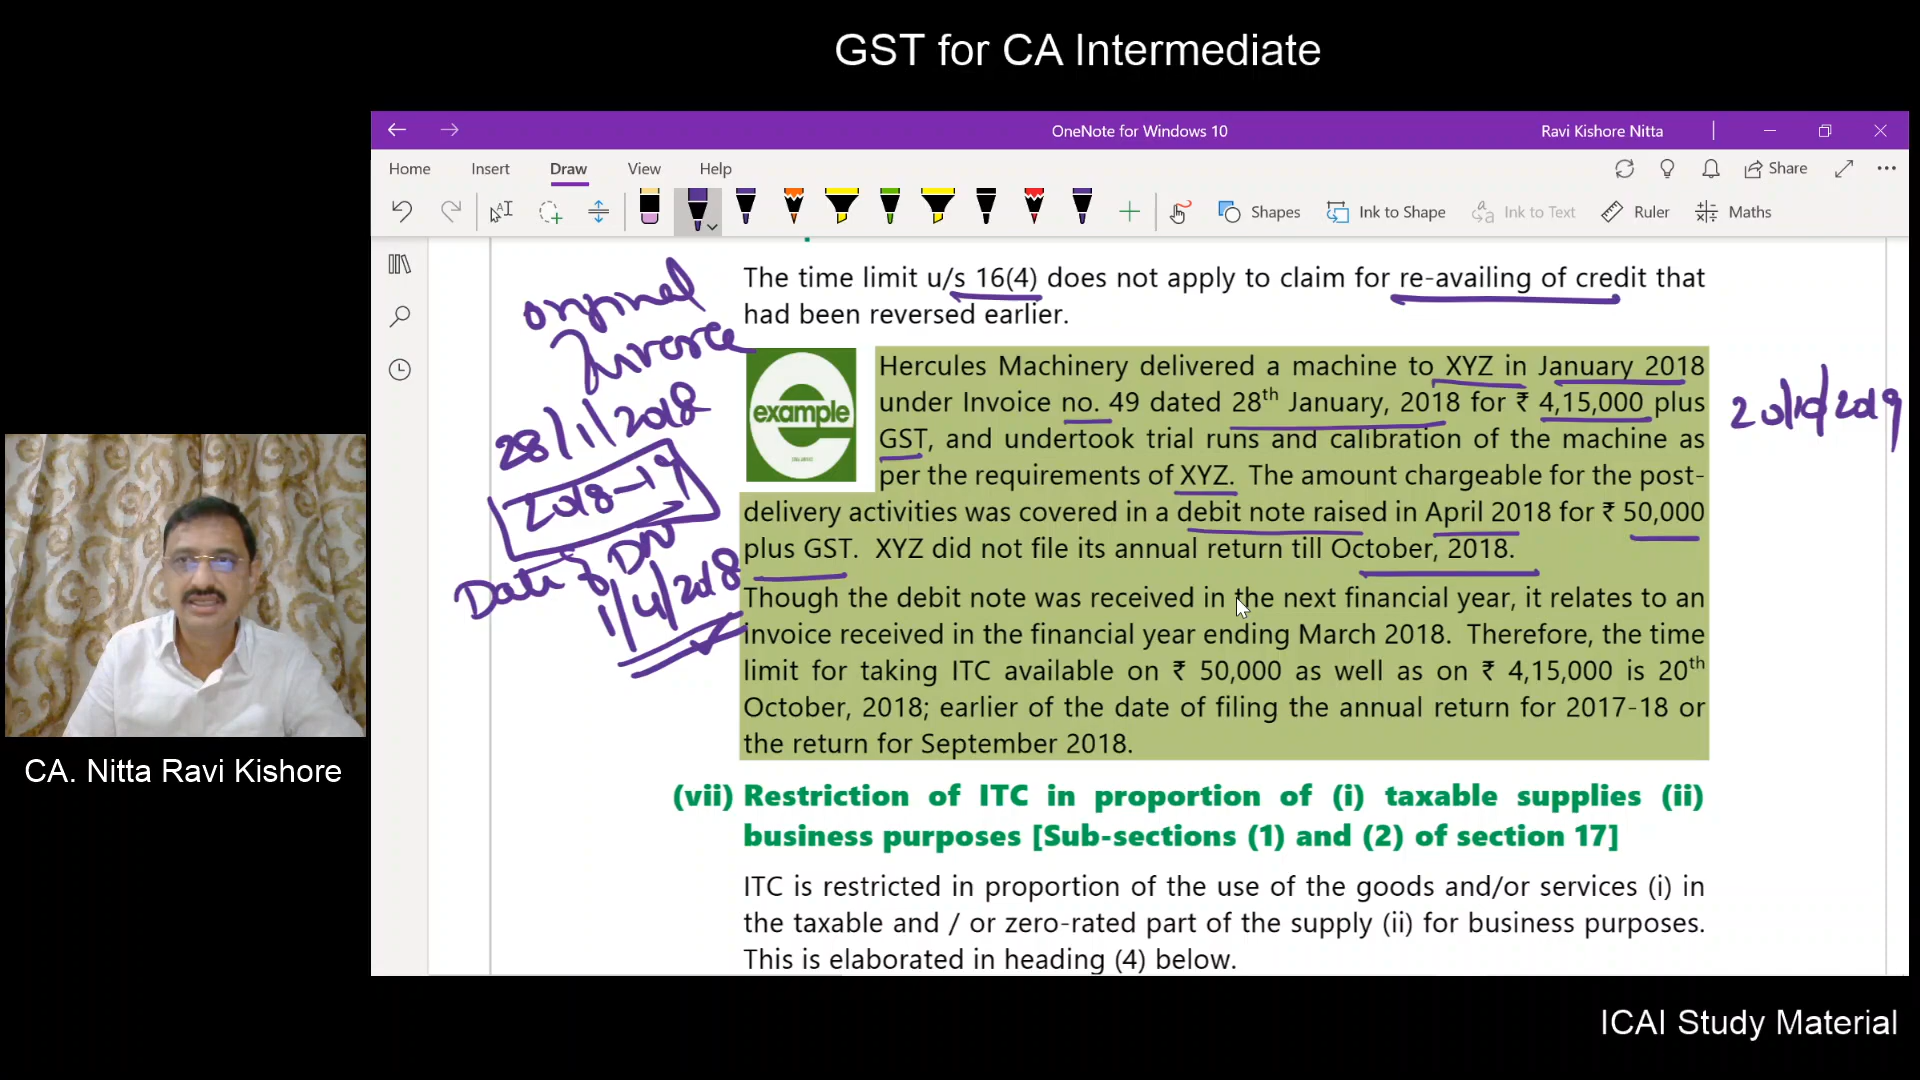 GST for CA Intermediate
OneNote for Windows 10
Ravi Kishore Nitta
Home Insert Draw View Help
Share
Shapes Ink to Shape Ink to Text Ruler Maths
The time limit u/s 16(4) does not apply to claim for re-availing of credit that
had been reversed earlier.
original
Invoice
28/1/2018
2018-19
Date of DN
1/4/2018
example
Hercules Machinery delivered a machine to XYZ in January 2018
under Invoice no. 49 dated 28th January, 2018 for ₹ 4,15,000 plus
GST, and undertook trial runs and calibration of the machine as
per the requirements of XYZ. The amount chargeable for the post-
delivery activities was covered in a debit note raised in April 2018 for ₹ 50,000
plus GST. XYZ did not file its annual return till October, 2018.
Though the debit note was received in the next financial year, it relates to an
invoice received in the financial year ending March 2018. Therefore, the time
limit for taking ITC available on ₹ 50,000 as well as on ₹ 4,15,000 is 20th
October, 2018; earlier of the date of filing the annual return for 2017-18 or
the return for September 2018.
20/10/2019
(vii) Restriction of ITC in proportion of (i) taxable supplies (ii)
business purposes [Sub-sections (1) and (2) of section 17]
ITC is restricted in proportion of the use of the goods and/or services (i) in
the taxable and / or zero-rated part of the supply (ii) for business purposes.
This is elaborated in heading (4) below.
CA. Nitta Ravi Kishore
ICAI Study Material